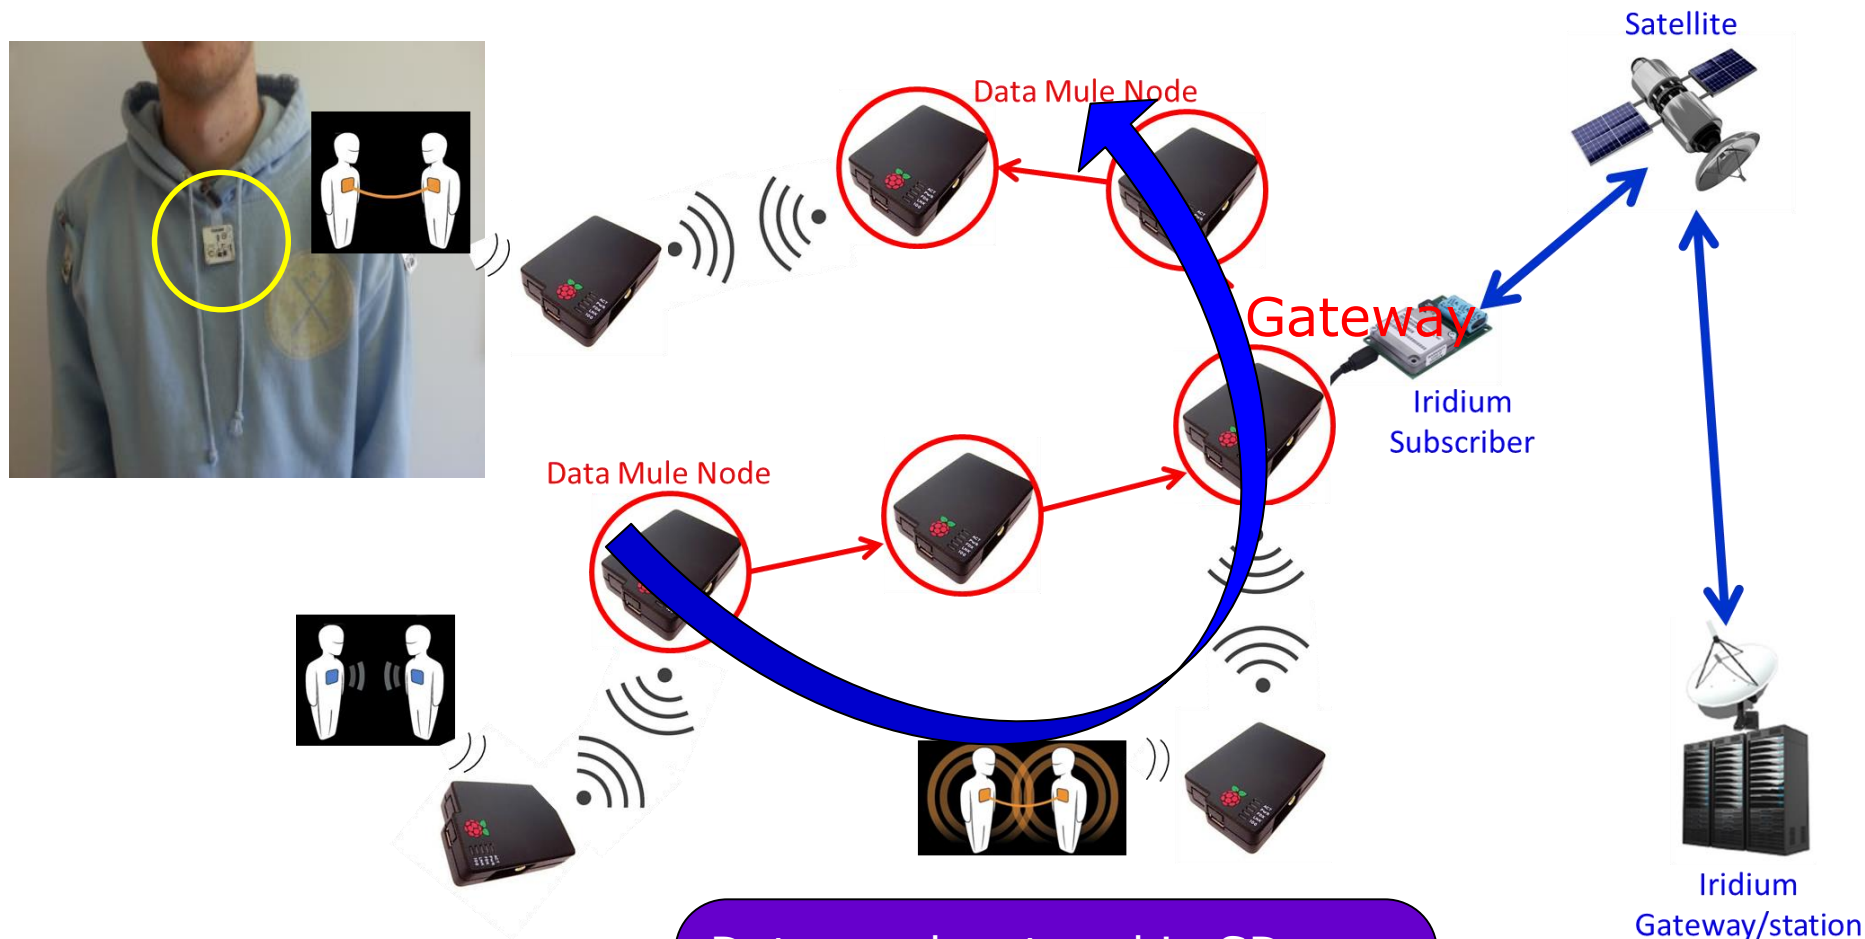 Satellite
Data Mule Node
Gateway
Iridium
Subscriber
Data Mule Node
Iridium
Gateway/station